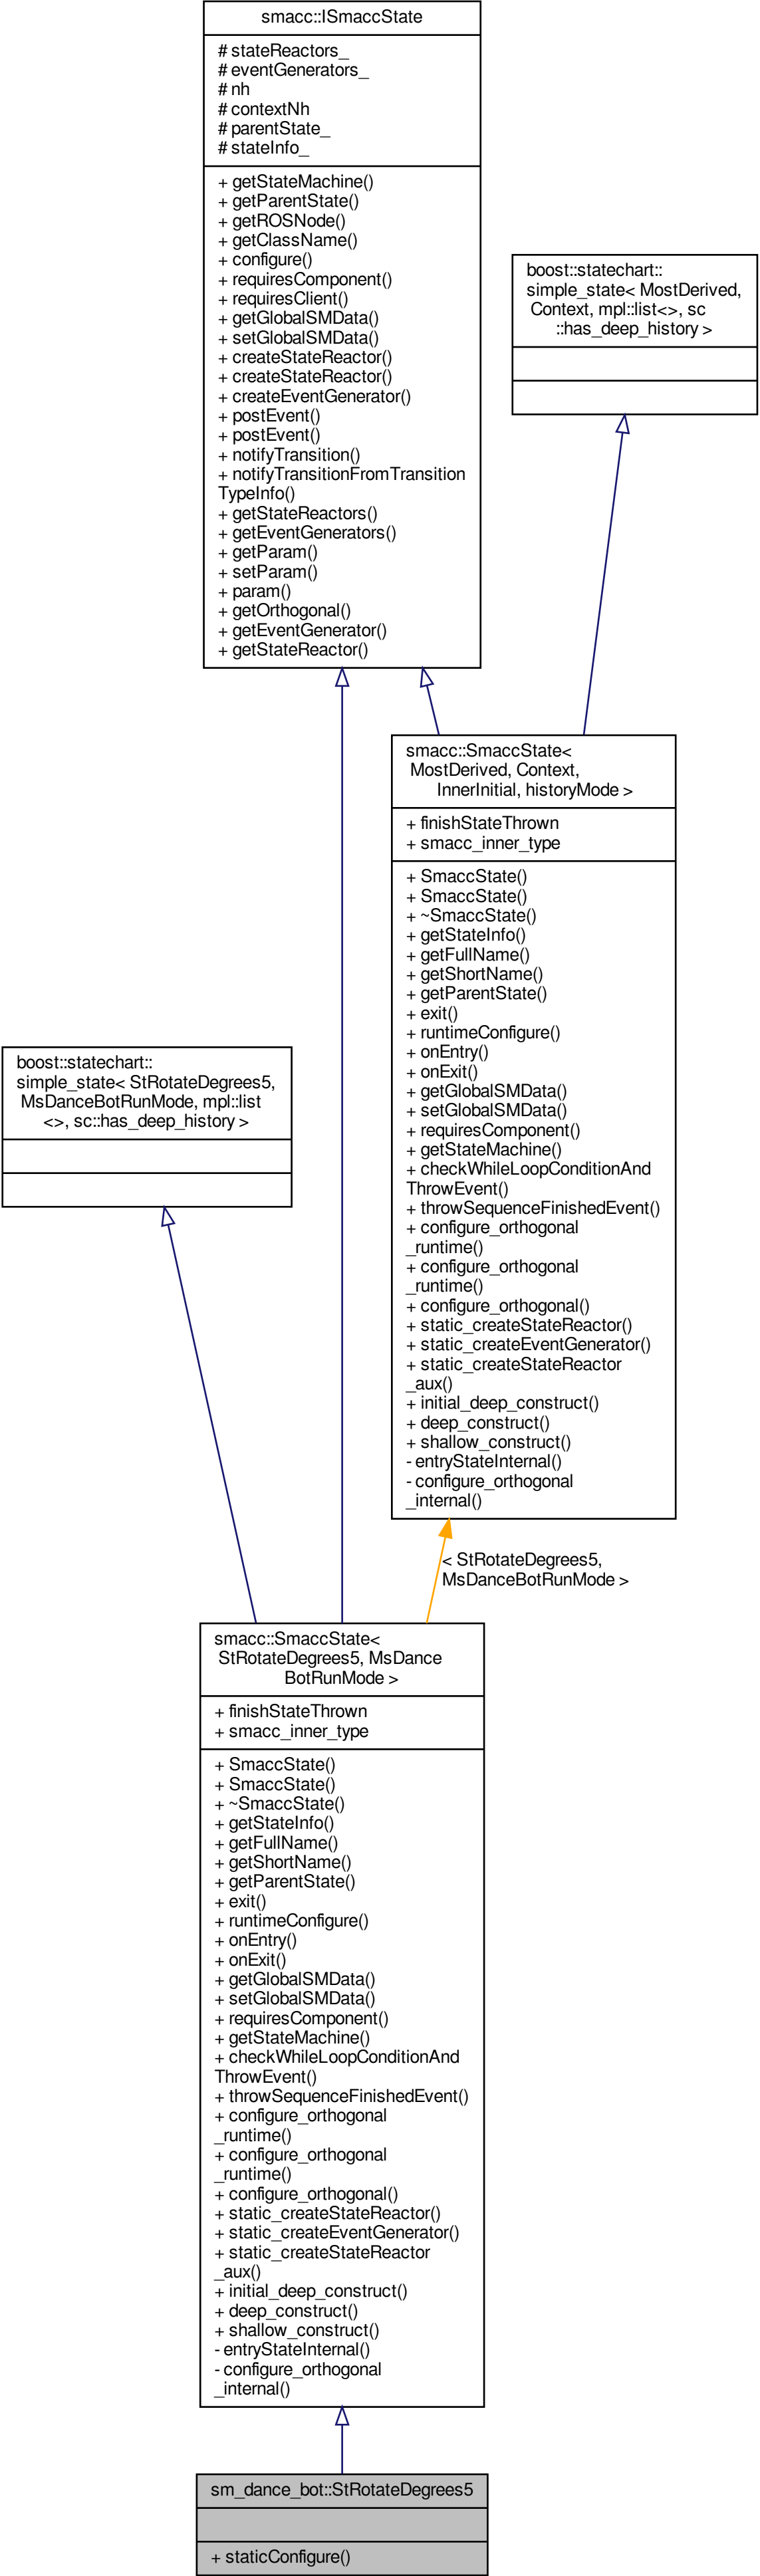 smacc::ISmaccState
# stateReactors_
# eventGenerators_
# nh
# contextNh
# parentState_
# stateInfo_
+ getStateMachine()
+ getParentState()
+ getROSNode()
+ getClassName()
+ configure()
+ requiresComponent()
+ requiresClient()
+ getGlobalSMData()
+ setGlobalSMData()
+ createStateReactor()
+ createStateReactor()
+ createEventGenerator()
+ postEvent()
+ postEvent()
+ notifyTransition()
+ notifyTransitionFromTransition
TypeInfo()
+ getStateReactors()
+ getEventGenerators()
+ getParam()
+ setParam()
+ param()
+ getOrthogonal()
+ getEventGenerator()
+ getStateReactor()
boost::statechart::
simple_state< MostDerived,
Context, mpl::list<>, sc
::has_deep_history >
smacc::SmaccState<
MostDerived, Context,
InnerInitial, historyMode >
+ finishStateThrown
+ smacc_inner_type
+ SmaccState()
+ SmaccState()
+ ~SmaccState()
+ getStateInfo()
+ getFullName()
+ getShortName()
+ getParentState()
+ exit()
+ runtimeConfigure()
+ onEntry()
+ onExit()
+ getGlobalSMData()
+ setGlobalSMData()
+ requiresComponent()
+ getStateMachine()
+ checkWhileLoopConditionAnd
ThrowEvent()
+ throwSequenceFinishedEvent()
+ configure_orthogonal
_runtime()
+ configure_orthogonal
_runtime()
+ configure_orthogonal()
+ static_createStateReactor()
+ static_createEventGenerator()
+ static_createStateReactor
_aux()
+ initial_deep_construct()
+ deep_construct()
+ shallow_construct()
- entryStateInternal()
- configure_orthogonal
_internal()
boost::statechart::
simple_state< StRotateDegrees5,
MsDanceBotRunMode, mpl::list
<>, sc::has_deep_history >
< StRotateDegrees5,
MsDanceBotRunMode >
smacc::SmaccState<
StRotateDegrees5, MsDance
BotRunMode >
+ finishStateThrown
+ smacc_inner_type
+ SmaccState()
+ SmaccState()
+ ~SmaccState()
+ getStateInfo()
+ getFullName()
+ getShortName()
+ getParentState()
+ exit()
+ runtimeConfigure()
+ onEntry()
+ onExit()
+ getGlobalSMData()
+ setGlobalSMData()
+ requiresComponent()
+ getStateMachine()
+ checkWhileLoopConditionAnd
ThrowEvent()
+ throwSequenceFinishedEvent()
+ configure_orthogonal
_runtime()
+ configure_orthogonal
_runtime()
+ configure_orthogonal()
+ static_createStateReactor()
+ static_createEventGenerator()
+ static_createStateReactor
_aux()
+ initial_deep_construct()
+ deep_construct()
+ shallow_construct()
- entryStateInternal()
- configure_orthogonal
_internal()
sm_dance_bot::StRotateDegrees5
+ staticConfigure()